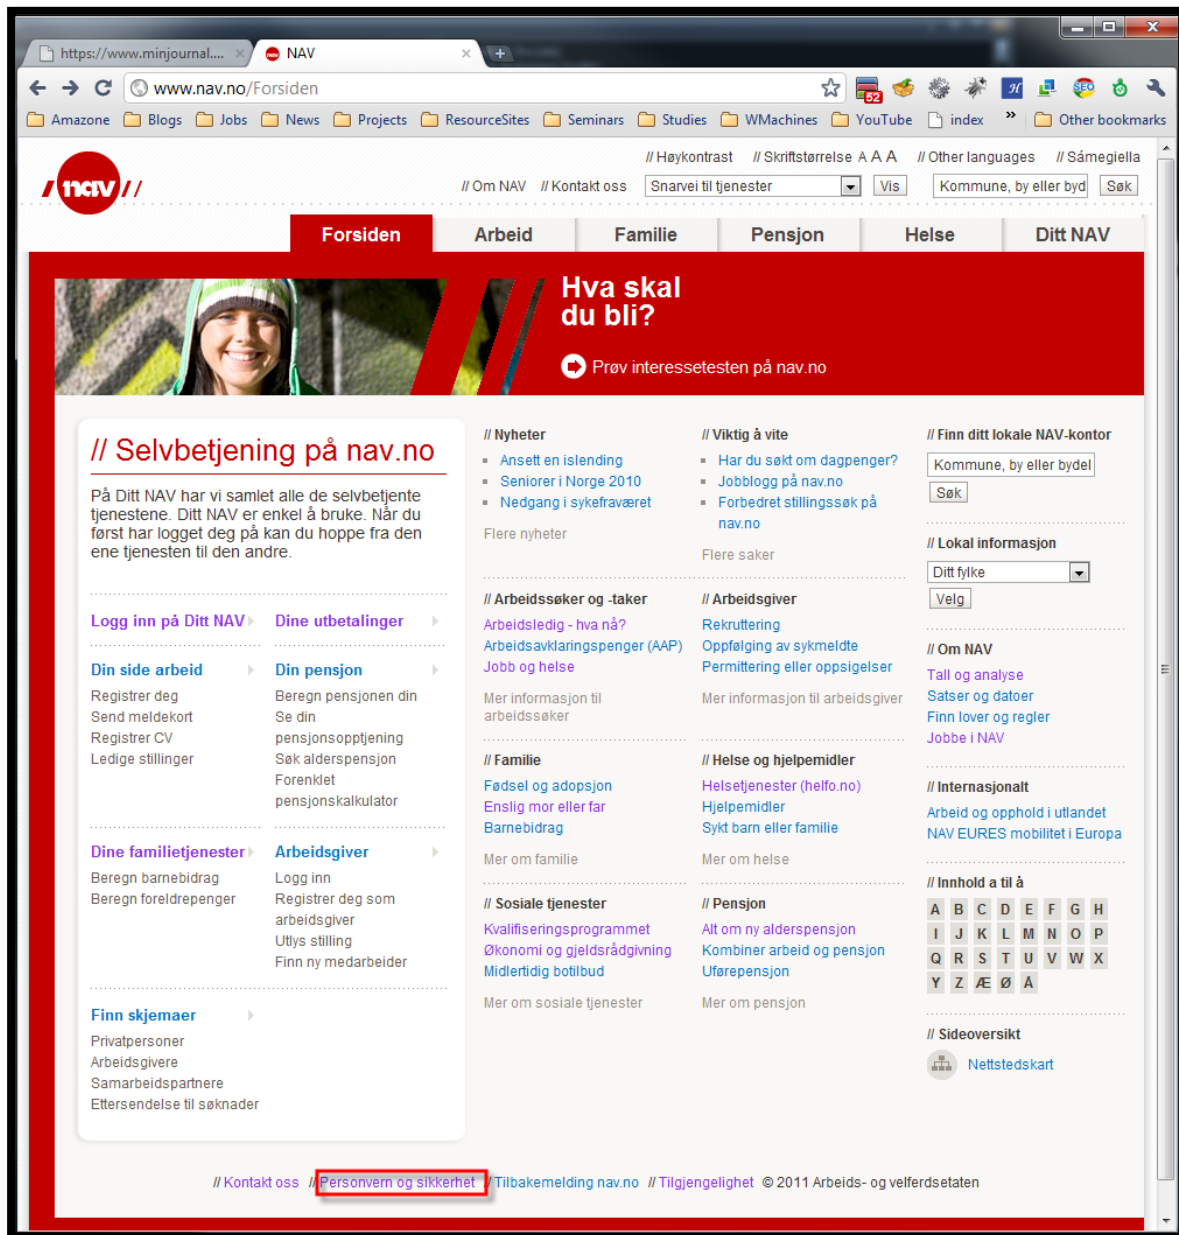 https://www.minjournal....
NAV
www.nav.no/Forsiden
52
SEO
Amazone Blogs Jobs News Projects ResourceSites Seminars Studies WMachines YouTube index » Other bookmarks
// Høykontrast // Skriftstørrelse A A A // Other languages // Sámegiella
/nav//
// Om NAV // Kontakt oss Snarvei til tjenester Vis Kommune, by eller byd Søk
Forsiden Arbeid Familie Pensjon Helse Ditt NAV
Hva skal
du bli?
Prøv interessetesten på nav.no
// Selvbetjening på nav.no
På Ditt NAV har vi samlet alle de selvbetjente
tjenestene. Ditt NAV er enkel å bruke. Når du
først har logget deg på kan du hoppe fra den
ene tjenesten til den andre.
Logg inn på Ditt NAV
Dine utbetalinger
Din side arbeid
Registrer deg
Send meldekort
Registrer CV
Ledige stillinger
Din pensjon
Beregn pensjonen din
Se din
pensjonsopptjening
Søk alderspensjon
Forenklet
pensjonskalkulator
Dine familietjenester
Beregn barnebidrag
Beregn foreldrepenger
Arbeidsgiver
Logg inn
Registrer deg som
arbeidsgiver
Utlys stilling
Finn ny medarbeider
Finn skjemaer
Privatpersoner
Arbeidsgivere
Samarbeidspartnere
Ettersendelse til søknader
// Nyheter
Ansett en islending
Seniorer i Norge 2010
Nedgang i sykefraværet
Flere nyheter
// Viktig å vite
Har du søkt om dagpenger?
Jobblogg på nav.no
Forbedret stillingssøk på
nav.no
Flere saker
// Arbeidssøker og -taker
Arbeidsledig - hva nå?
Arbeidsavklaringspenger (AAP)
Jobb og helse
Mer informasjon til
arbeidssøker
// Arbeidsgiver
Rekruttering
Oppfølging av sykmeldte
Permittering eller oppsigelser
Mer informasjon til arbeidsgiver
// Familie
Fødsel og adopsjon
Enslig mor eller far
Barnebidrag
Mer om familie
// Helse og hjelpemidler
Helsetjenester (helfo.no)
Hjelpemidler
Sykt barn eller familie
Mer om helse
// Sosiale tjenester
Kvalifiseringsprogrammet
Økonomi og gjeldsrådgivning
Midlertidig botilbud
Mer om sosiale tjenester
// Pensjon
Alt om ny alderspensjon
Kombiner arbeid og pensjon
Uførepensjon
Mer om pensjon
// Finn ditt lokale NAV-kontor
Kommune, by eller bydel
Søk
// Lokal informasjon
Ditt fylke
Velg
// Om NAV
Tall og analyse
Satser og datoer
Finn lover og regler
Jobbe i NAV
// Internasjonalt
Arbeid og opphold i utlandet
NAV EURES mobilitet i Europa
// Innhold a til å
A B C D E F G H
I J K L M N O P
Q R S T U V W X
Y Z Æ Ø Å
// Sideoversikt
Nettstedskart
// Kontakt oss // Personvern og sikkerhet // Tilbakemelding nav.no // Tilgjengelighet © 2011 Arbeids- og velferdsetaten